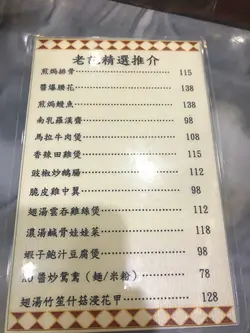 老闆精選推介
煎焗排骨 115
醬爆腰花 138
煎焗鱔魚 138
南乳羅漢齋 98
馬拉牛肉煲 108
香辣田雞煲 115
豉椒炒鵝腸 112
脆皮雞中翼 98
翅湯雲吞雞絲煲 112
濃湯鹹骨娃娃菜 118
蝦子鮑汁豆腐煲 98
XO醬炒鴛鴦(麵/米粉) 78
翅湯竹笙什菇浸花甲 128